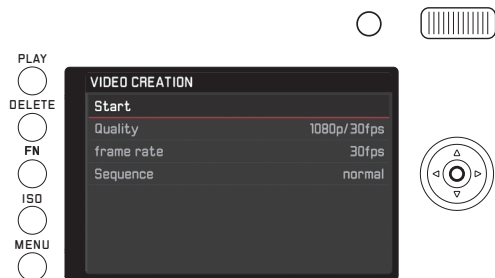 PLAY
DELETE
FN
ISO
MENU
VIDEO CREATION
Start
Quality 1080p/30fps
frame rate 30fps
Sequence normal